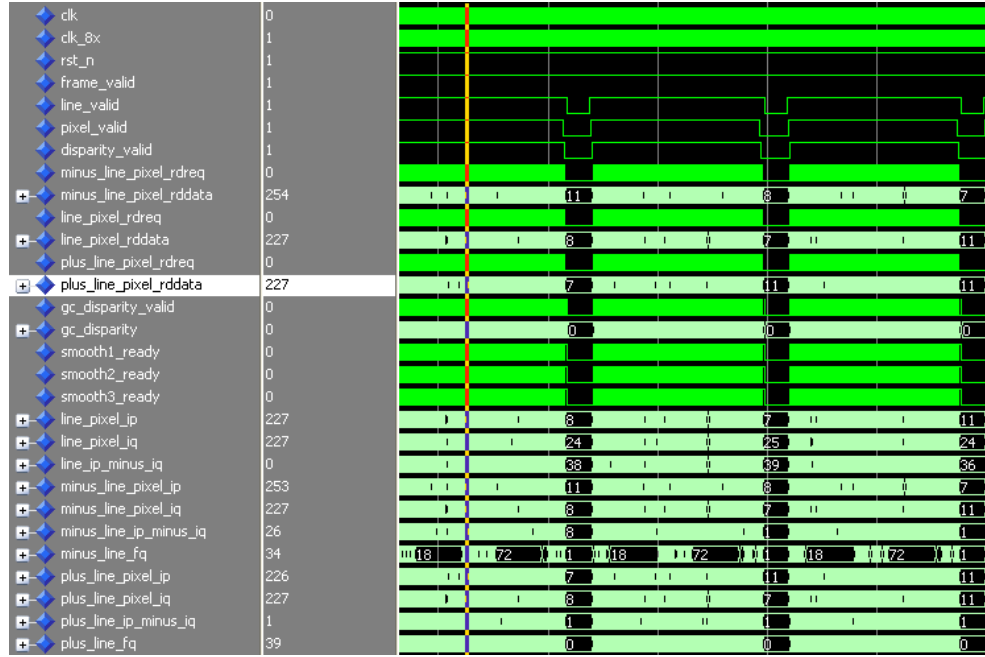 clk 0
clk_8x 1
rst_n 1
frame_valid 1
line_valid 1
pixel_valid 1
disparity_valid 1
minus_line_pixel_rdreq 0
minus_line_pixel_rddata 254 11 8 7
line_pixel_rdreq 0
line_pixel_rddata 227 8 7 11
plus_line_pixel_rdreq 0
plus_line_pixel_rddata 227 7 11 11
gc_disparity_valid 0
gc_disparity 0 0 0 0
smooth1_ready 0
smooth2_ready 0
smooth3_ready 0
line_pixel_ip 227 8 7 11
line_pixel_iq 227 24 25 24
line_ip_minus_iq 0 38 39 36
minus_line_pixel_ip 253 11 8 7
minus_line_pixel_iq 227 8 7 11
minus_line_ip_minus_iq 26 8 1 1
minus_line_fq 34 18 72 1 18 72 1 18 72 1
plus_line_pixel_ip 226 7 11 11
plus_line_pixel_iq 227 8 7 11
plus_line_ip_minus_iq 1 1 1 1
plus_line_fq 39 0 0 0